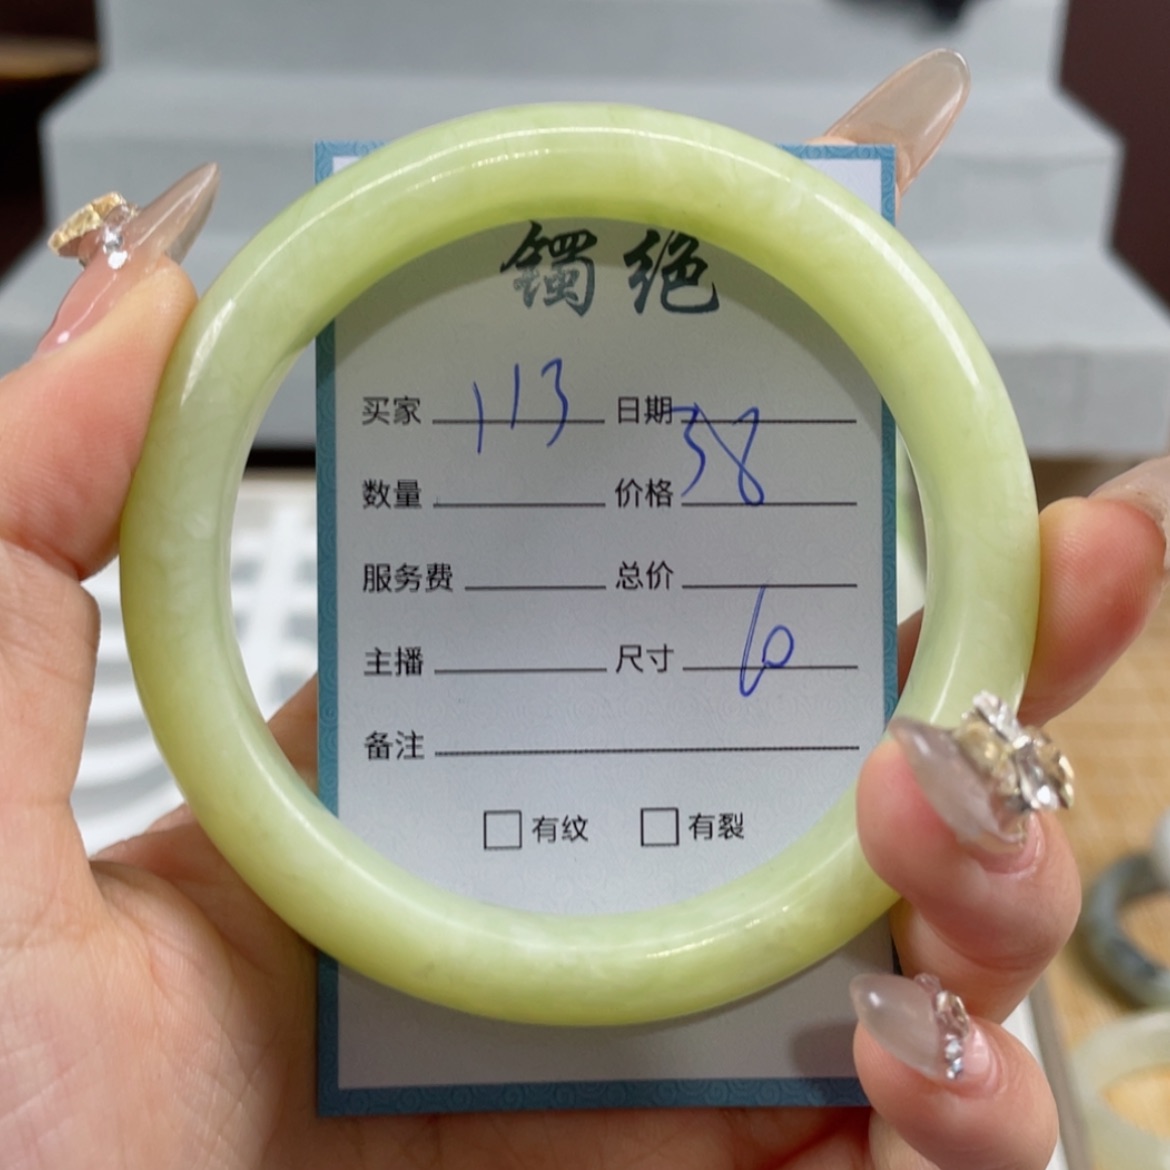 镯绝
买家 113 日期
数量 价格 38
服务费 总价
主播 尺寸 60
备注
□有纹 □有裂